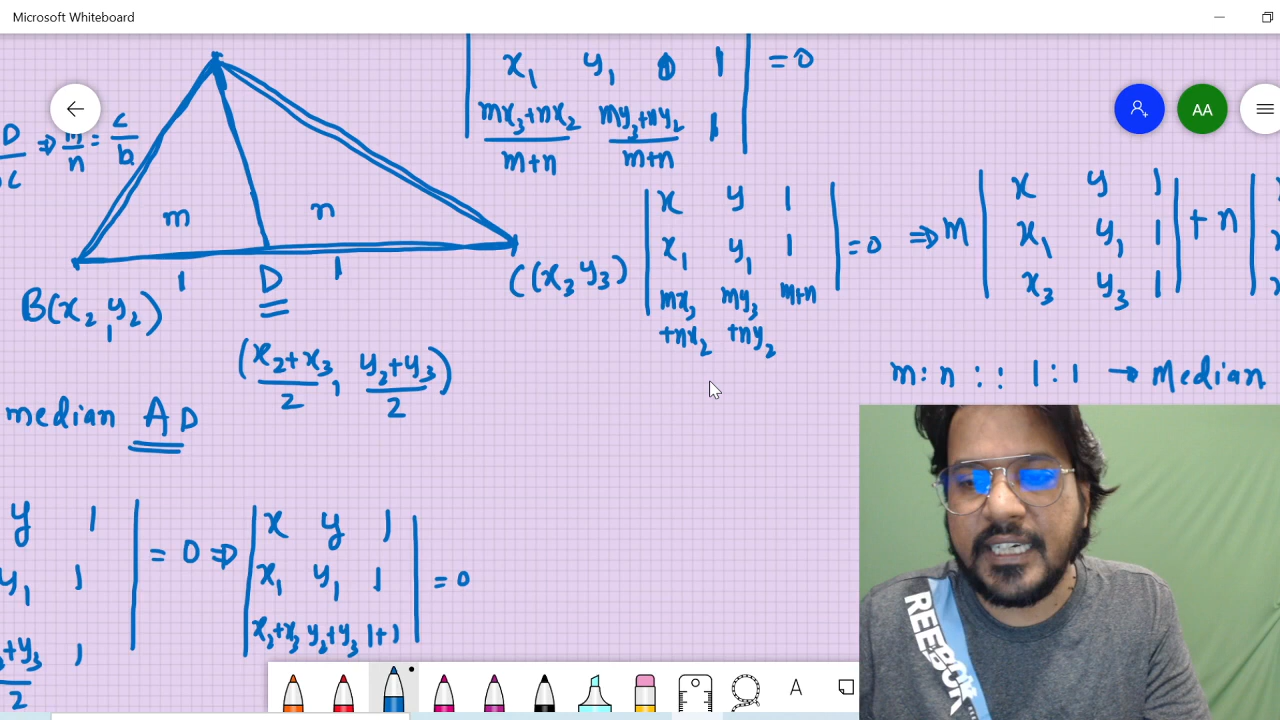 Microsoft Whiteboard
x₁ y₁ 1 = 0
D ⇒ m/n = c/b
C
(mx₃+nx₂)/(m+n) (my₃+ny₂)/(m+n) 1
AA
m n
x y 1
x₁ y₁ 1 = 0
mx₃ my₃ m+n
+nx₂ +ny₂
⇒ m
x y 1
x₁ y₁ 1
x₃ y₃ 1
+ n
1 D 1
B(x₂, y₂)
C(x₃ y₃)
((x₂+x₃)/2, (y₂+y₃)/2)
m : n :: 1 : 1 → Median
median AD
y 1
y₁ 1 = 0 ⇒
+y₃ 1
2
x y 1
x₁ y₁ 1 = 0
x₂+x₃ y₂+y₃ 1+1
REEBOK
A